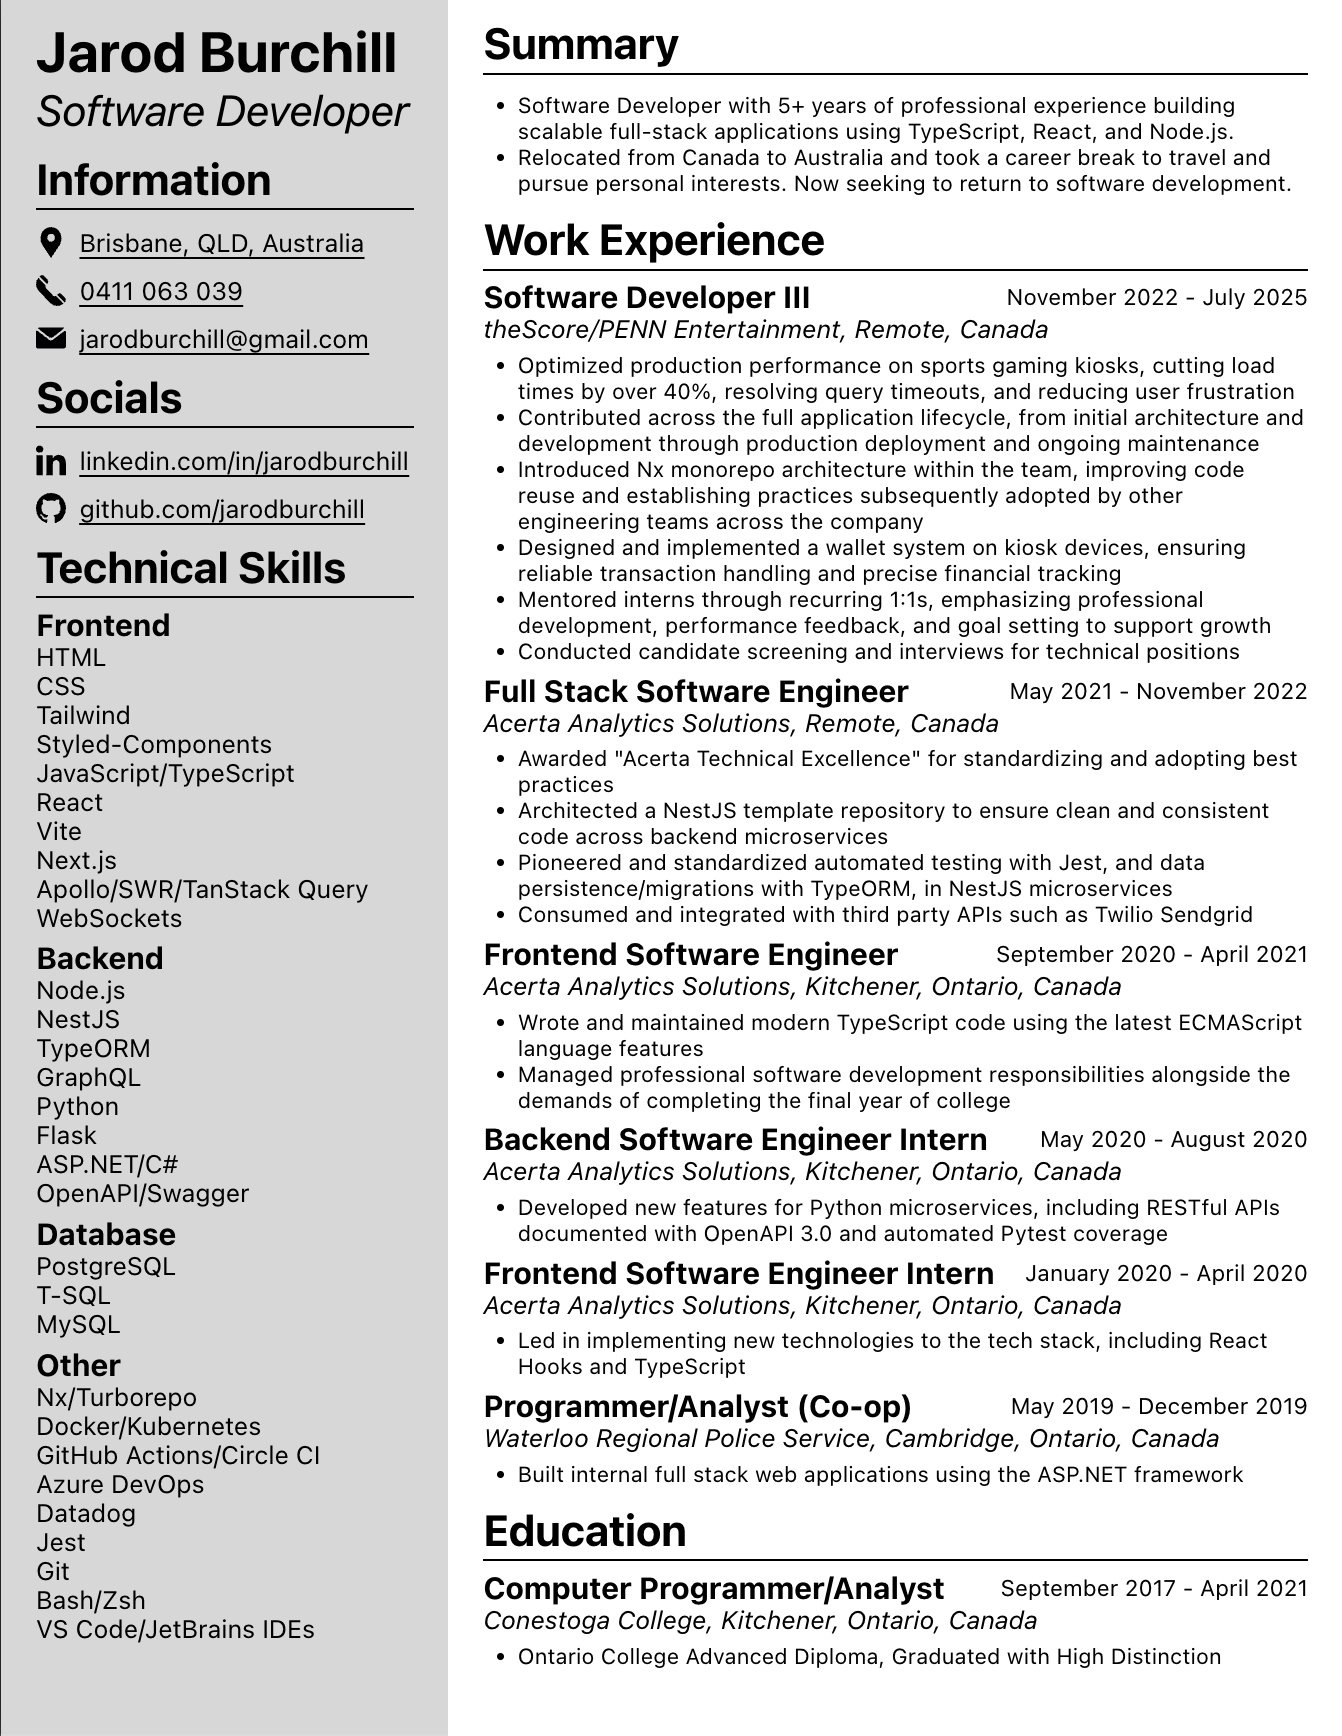 Jarod Burchill
Software Developer
Information
Brisbane, QLD, Australia
0411 063 039
jarodburchill@gmail.com
Socials
linkedin.com/in/jarodburchill
github.com/jarodburchill
Technical Skills
Frontend
HTML
CSS
Tailwind
Styled-Components
JavaScript/TypeScript
React
Vite
Next.js
Apollo/SWR/TanStack Query
WebSockets
Backend
Node.js
NestJS
TypeORM
GraphQL
Python
Flask
ASP.NET/C#
OpenAPI/Swagger
Database
PostgreSQL
T-SQL
MySQL
Other
Nx/Turborepo
Docker/Kubernetes
GitHub Actions/Circle CI
Azure DevOps
Datadog
Jest
Git
Bash/Zsh
VS Code/JetBrains IDEs
Summary
• Software Developer with 5+ years of professional experience building
scalable full-stack applications using TypeScript, React, and Node.js.
• Relocated from Canada to Australia and took a career break to travel and
pursue personal interests. Now seeking to return to software development.
Work Experience
Software Developer III November 2022 - July 2025
theScore/PENN Entertainment, Remote, Canada
• Optimized production performance on sports gaming kiosks, cutting load
times by over 40%, resolving query timeouts, and reducing user frustration
• Contributed across the full application lifecycle, from initial architecture and
development through production deployment and ongoing maintenance
• Introduced Nx monorepo architecture within the team, improving code
reuse and establishing practices subsequently adopted by other
engineering teams across the company
• Designed and implemented a wallet system on kiosk devices, ensuring
reliable transaction handling and precise financial tracking
• Mentored interns through recurring 1:1s, emphasizing professional
development, performance feedback, and goal setting to support growth
• Conducted candidate screening and interviews for technical positions
Full Stack Software Engineer May 2021 - November 2022
Acerta Analytics Solutions, Remote, Canada
• Awarded "Acerta Technical Excellence" for standardizing and adopting best
practices
• Architected a NestJS template repository to ensure clean and consistent
code across backend microservices
• Pioneered and standardized automated testing with Jest, and data
persistence/migrations with TypeORM, in NestJS microservices
• Consumed and integrated with third party APIs such as Twilio Sendgrid
Frontend Software Engineer September 2020 - April 2021
Acerta Analytics Solutions, Kitchener, Ontario, Canada
• Wrote and maintained modern TypeScript code using the latest ECMAScript
language features
• Managed professional software development responsibilities alongside the
demands of completing the final year of college
Backend Software Engineer Intern May 2020 - August 2020
Acerta Analytics Solutions, Kitchener, Ontario, Canada
• Developed new features for Python microservices, including RESTful APIs
documented with OpenAPI 3.0 and automated Pytest coverage
Frontend Software Engineer Intern January 2020 - April 2020
Acerta Analytics Solutions, Kitchener, Ontario, Canada
• Led in implementing new technologies to the tech stack, including React
Hooks and TypeScript
Programmer/Analyst (Co-op) May 2019 - December 2019
Waterloo Regional Police Service, Cambridge, Ontario, Canada
• Built internal full stack web applications using the ASP.NET framework
Education
Computer Programmer/Analyst September 2017 - April 2021
Conestoga College, Kitchener, Ontario, Canada
• Ontario College Advanced Diploma, Graduated with High Distinction